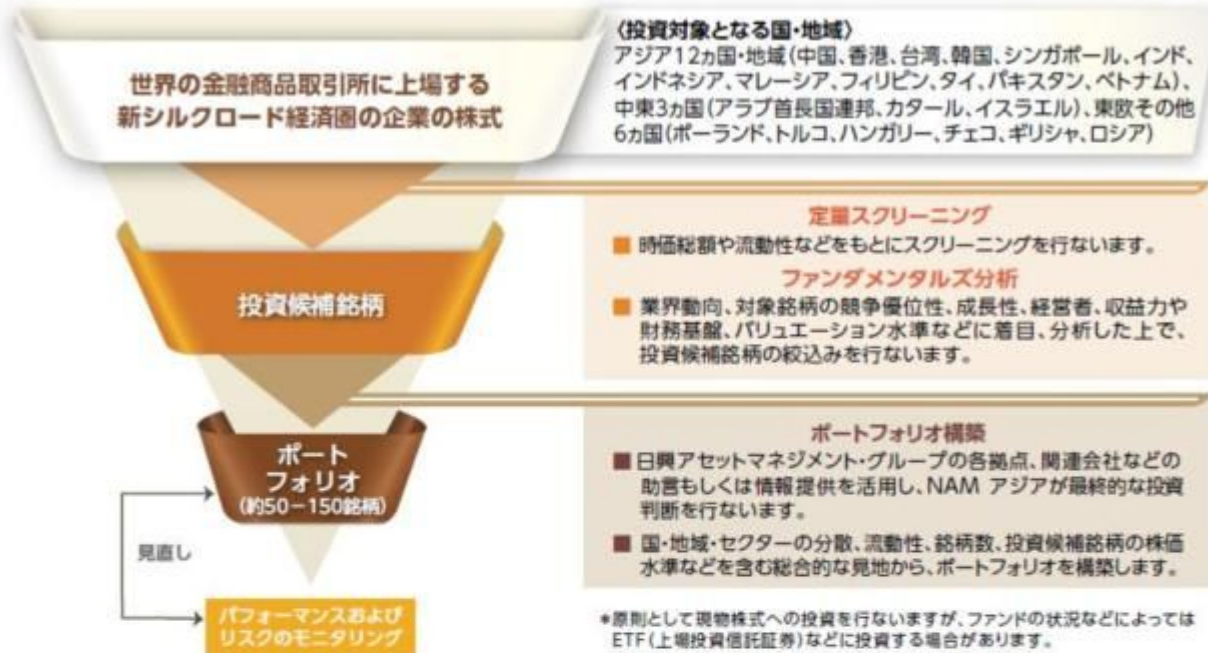 世界の金融商品取引所に上場する
新シルクロード経済圏の企業の株式
〈投資対象となる国・地域〉
アジア12ヵ国・地域(中国、香港、台湾、韓国、シンガポール、インド、
インドネシア、マレーシア、フィリピン、タイ、パキスタン、ベトナム)、
中東3ヵ国(アラブ首長国連邦、カタール、イスラエル)、東欧その他
6ヵ国(ポーランド、トルコ、ハンガリー、チェコ、ギリシャ、ロシア)
定量スクリーニング
■ 時価総額や流動性などをもとにスクリーニングを行ないます。
ファンダメンタルズ分析
■ 業界動向、対象銘柄の競争優位性、成長性、経営者、収益力や
財務基盤、バリュエーション水準などに着目、分析した上で、
投資候補銘柄の絞込みを行ないます。
投資候補銘柄
ポートフォリオ構築
■ 日興アセットマネジメント・グループの各拠点、関連会社などの
助言もしくは情報提供を活用し、NAM アジアが最終的な投資
判断を行ないます。
■ 国・地域・セクターの分散、流動性、銘柄数、投資候補銘柄の株価
水準などを含む総合的な見地から、ポートフォリオを構築します。
ポート
フォリオ
(約50-150銘柄)
見直し
パフォーマンスおよび
リスクのモニタリング
*原則として現物株式への投資を行ないますが、ファンドの状況などによっては
ETF(上場投資信託証券)などに投資する場合があります。